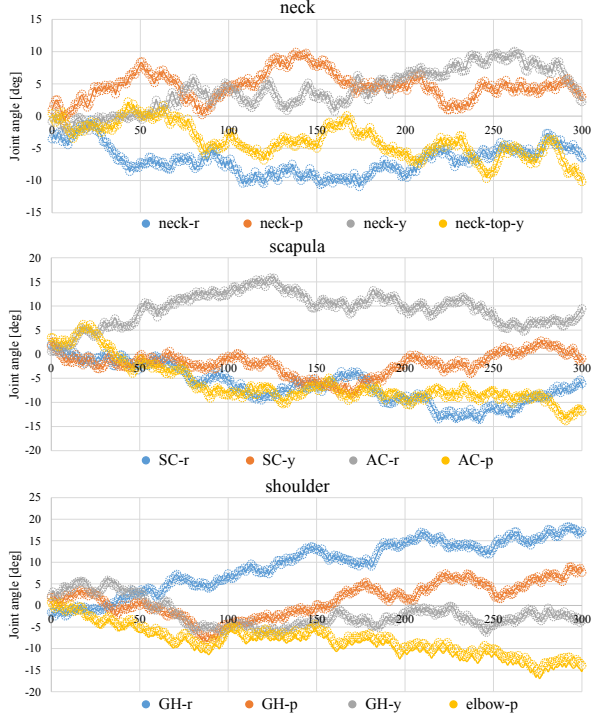 neck
Joint angle [deg]
15
10
5
0
-5
-10
-15
0 50 100 150 200 250 300
neck-r neck-p neck-y neck-top-y
scapula
Joint angle [deg]
20
15
10
5
0
-5
-10
-15
-20
0 50 100 150 200 250 300
SC-r SC-y AC-r AC-p
shoulder
Joint angle [deg]
25
20
15
10
5
0
-5
-10
-15
-20
0 50 100 150 200 250 300
GH-r GH-p GH-y elbow-p